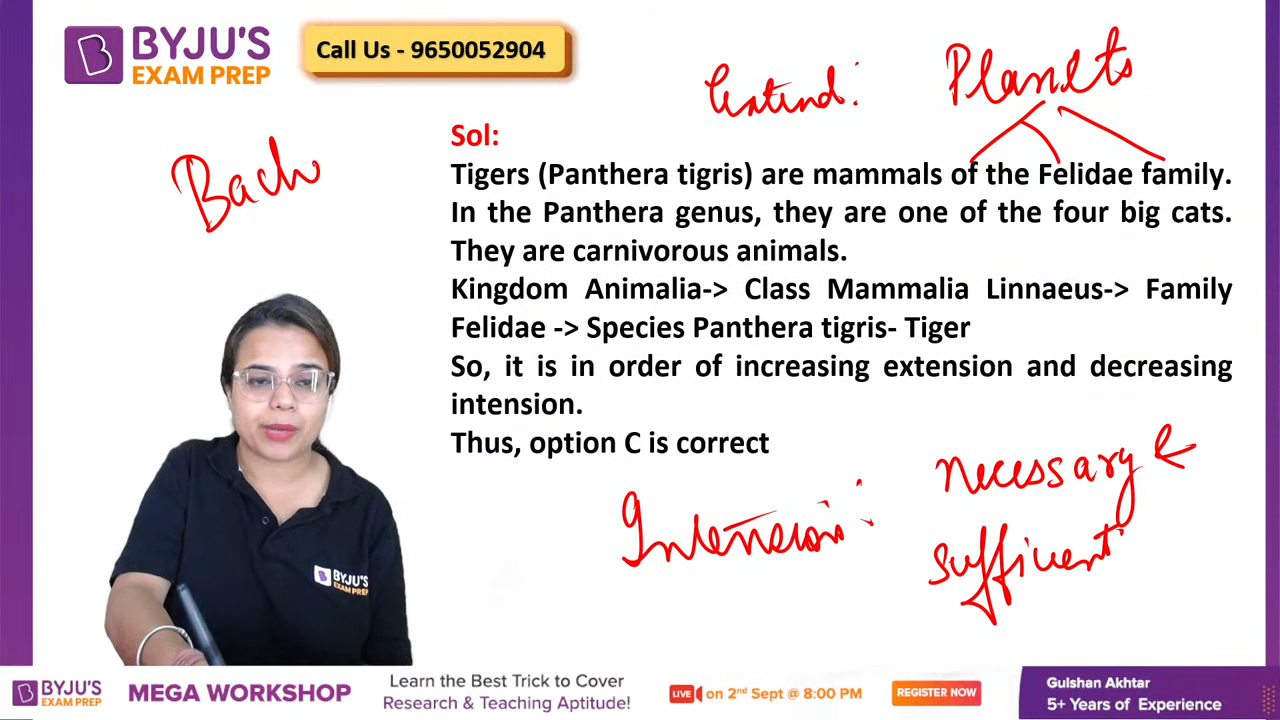 BYJU'S
EXAM PREP
Call Us - 9650052904
Extend:
Planets
Bach
Sol:
Tigers (Panthera tigris) are mammals of the Felidae family.
In the Panthera genus, they are one of the four big cats.
They are carnivorous animals.
Kingdom Animalia-> Class Mammalia Linnaeus-> Family
Felidae -> Species Panthera tigris- Tiger
So, it is in order of increasing extension and decreasing
intension.
Thus, option C is correct
Intension:
necessary &
sufficient
BYJU'S
EXAM PREP
BYJU'S
EXAM PREP
MEGA WORKSHOP
Learn the Best Trick to Cover
Research & Teaching Aptitude!
LIVE on 2nd Sept @ 8:00 PM
REGISTER NOW
Gulshan Akhtar
5+ Years of Experience